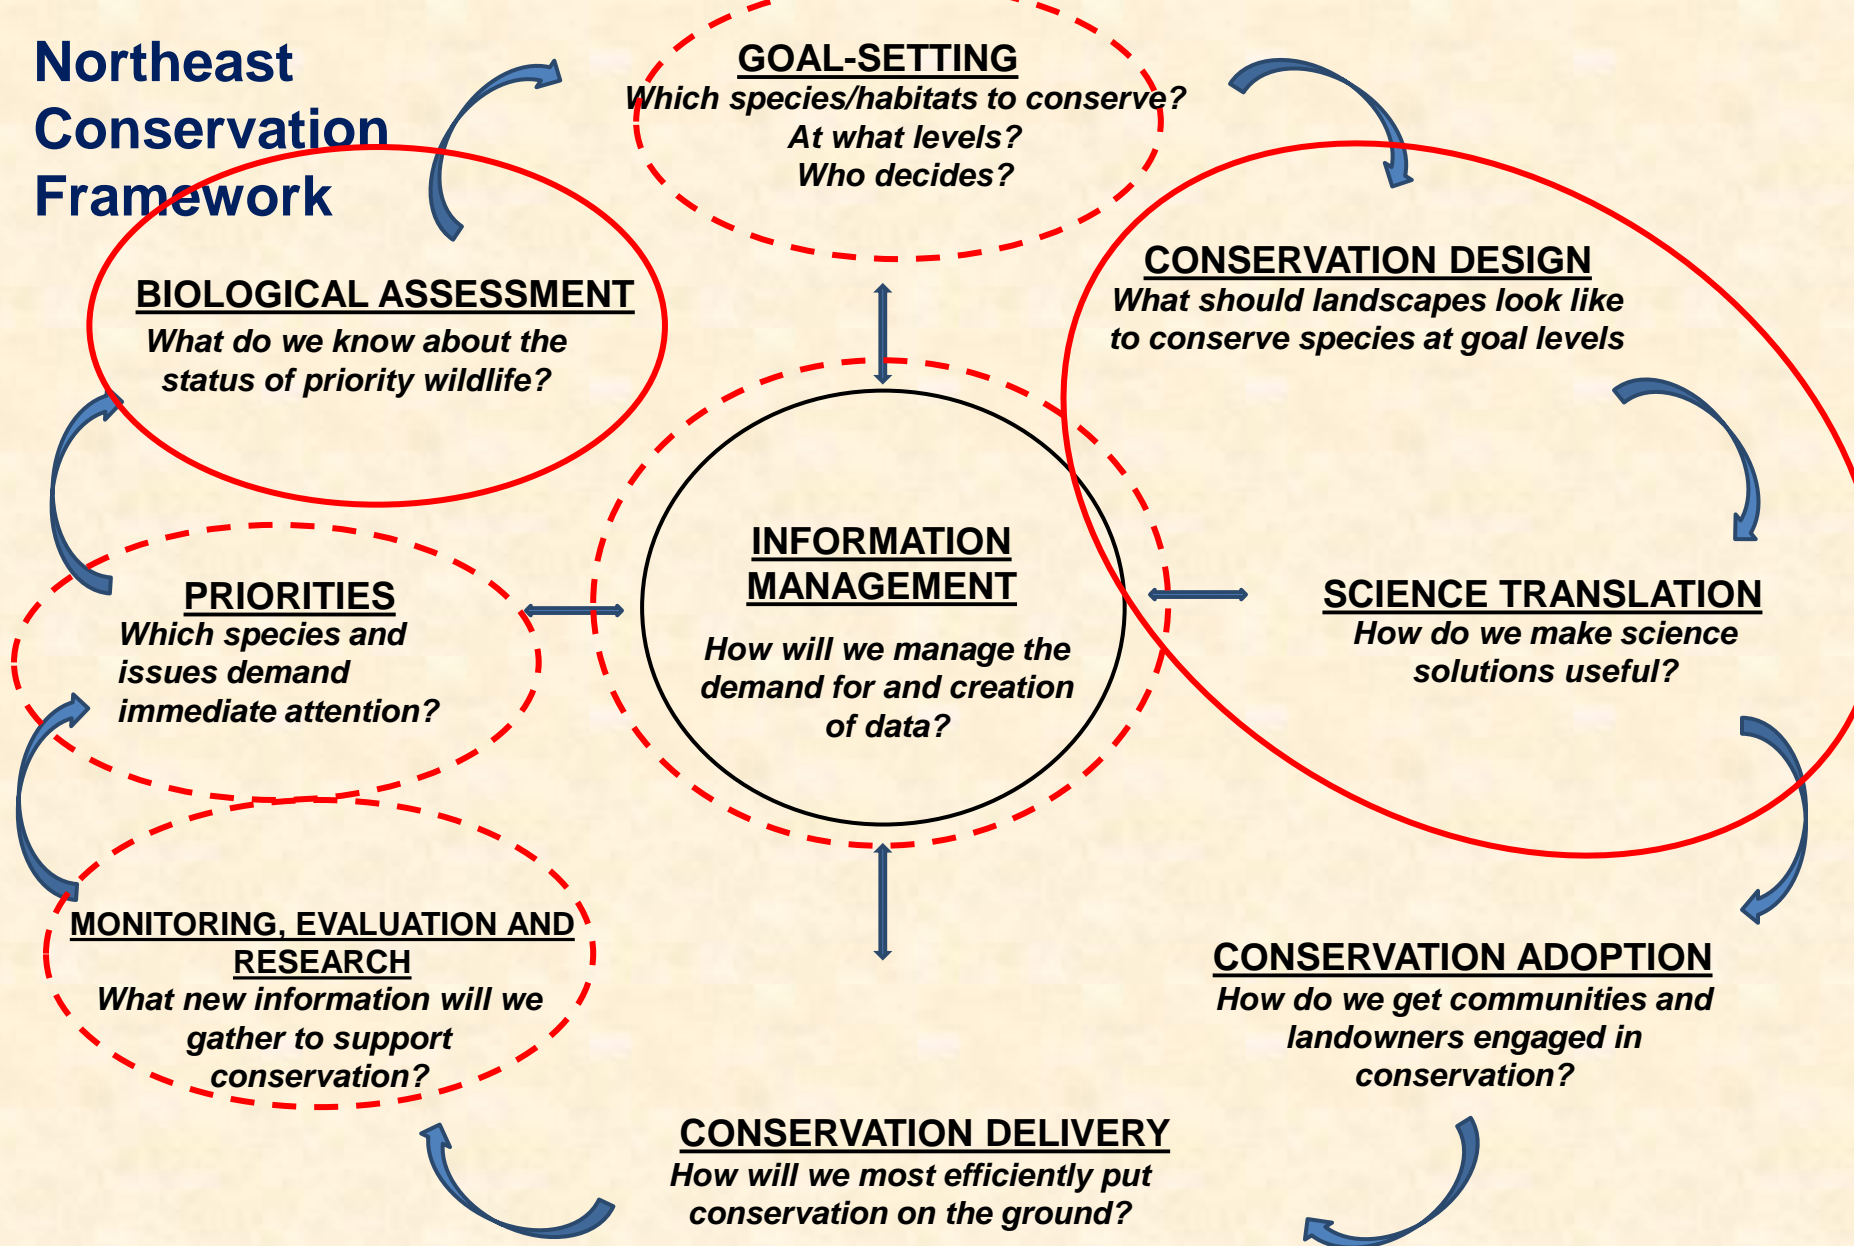 Northeast
Conservation
Framework
GOAL-SETTING
Which species/habitats to conserve?
At what levels?
Who decides?
BIOLOGICAL ASSESSMENT
What do we know about the
status of priority wildlife?
CONSERVATION DESIGN
What should landscapes look like
to conserve species at goal levels
INFORMATION
MANAGEMENT
How will we manage the
demand for and creation
of data?
PRIORITIES
Which species and
issues demand
immediate attention?
SCIENCE TRANSLATION
How do we make science
solutions useful?
MONITORING, EVALUATION AND
RESEARCH
What new information will we
gather to support
conservation?
CONSERVATION ADOPTION
How do we get communities and
landowners engaged in
conservation?
CONSERVATION DELIVERY
How will we most efficiently put
conservation on the ground?